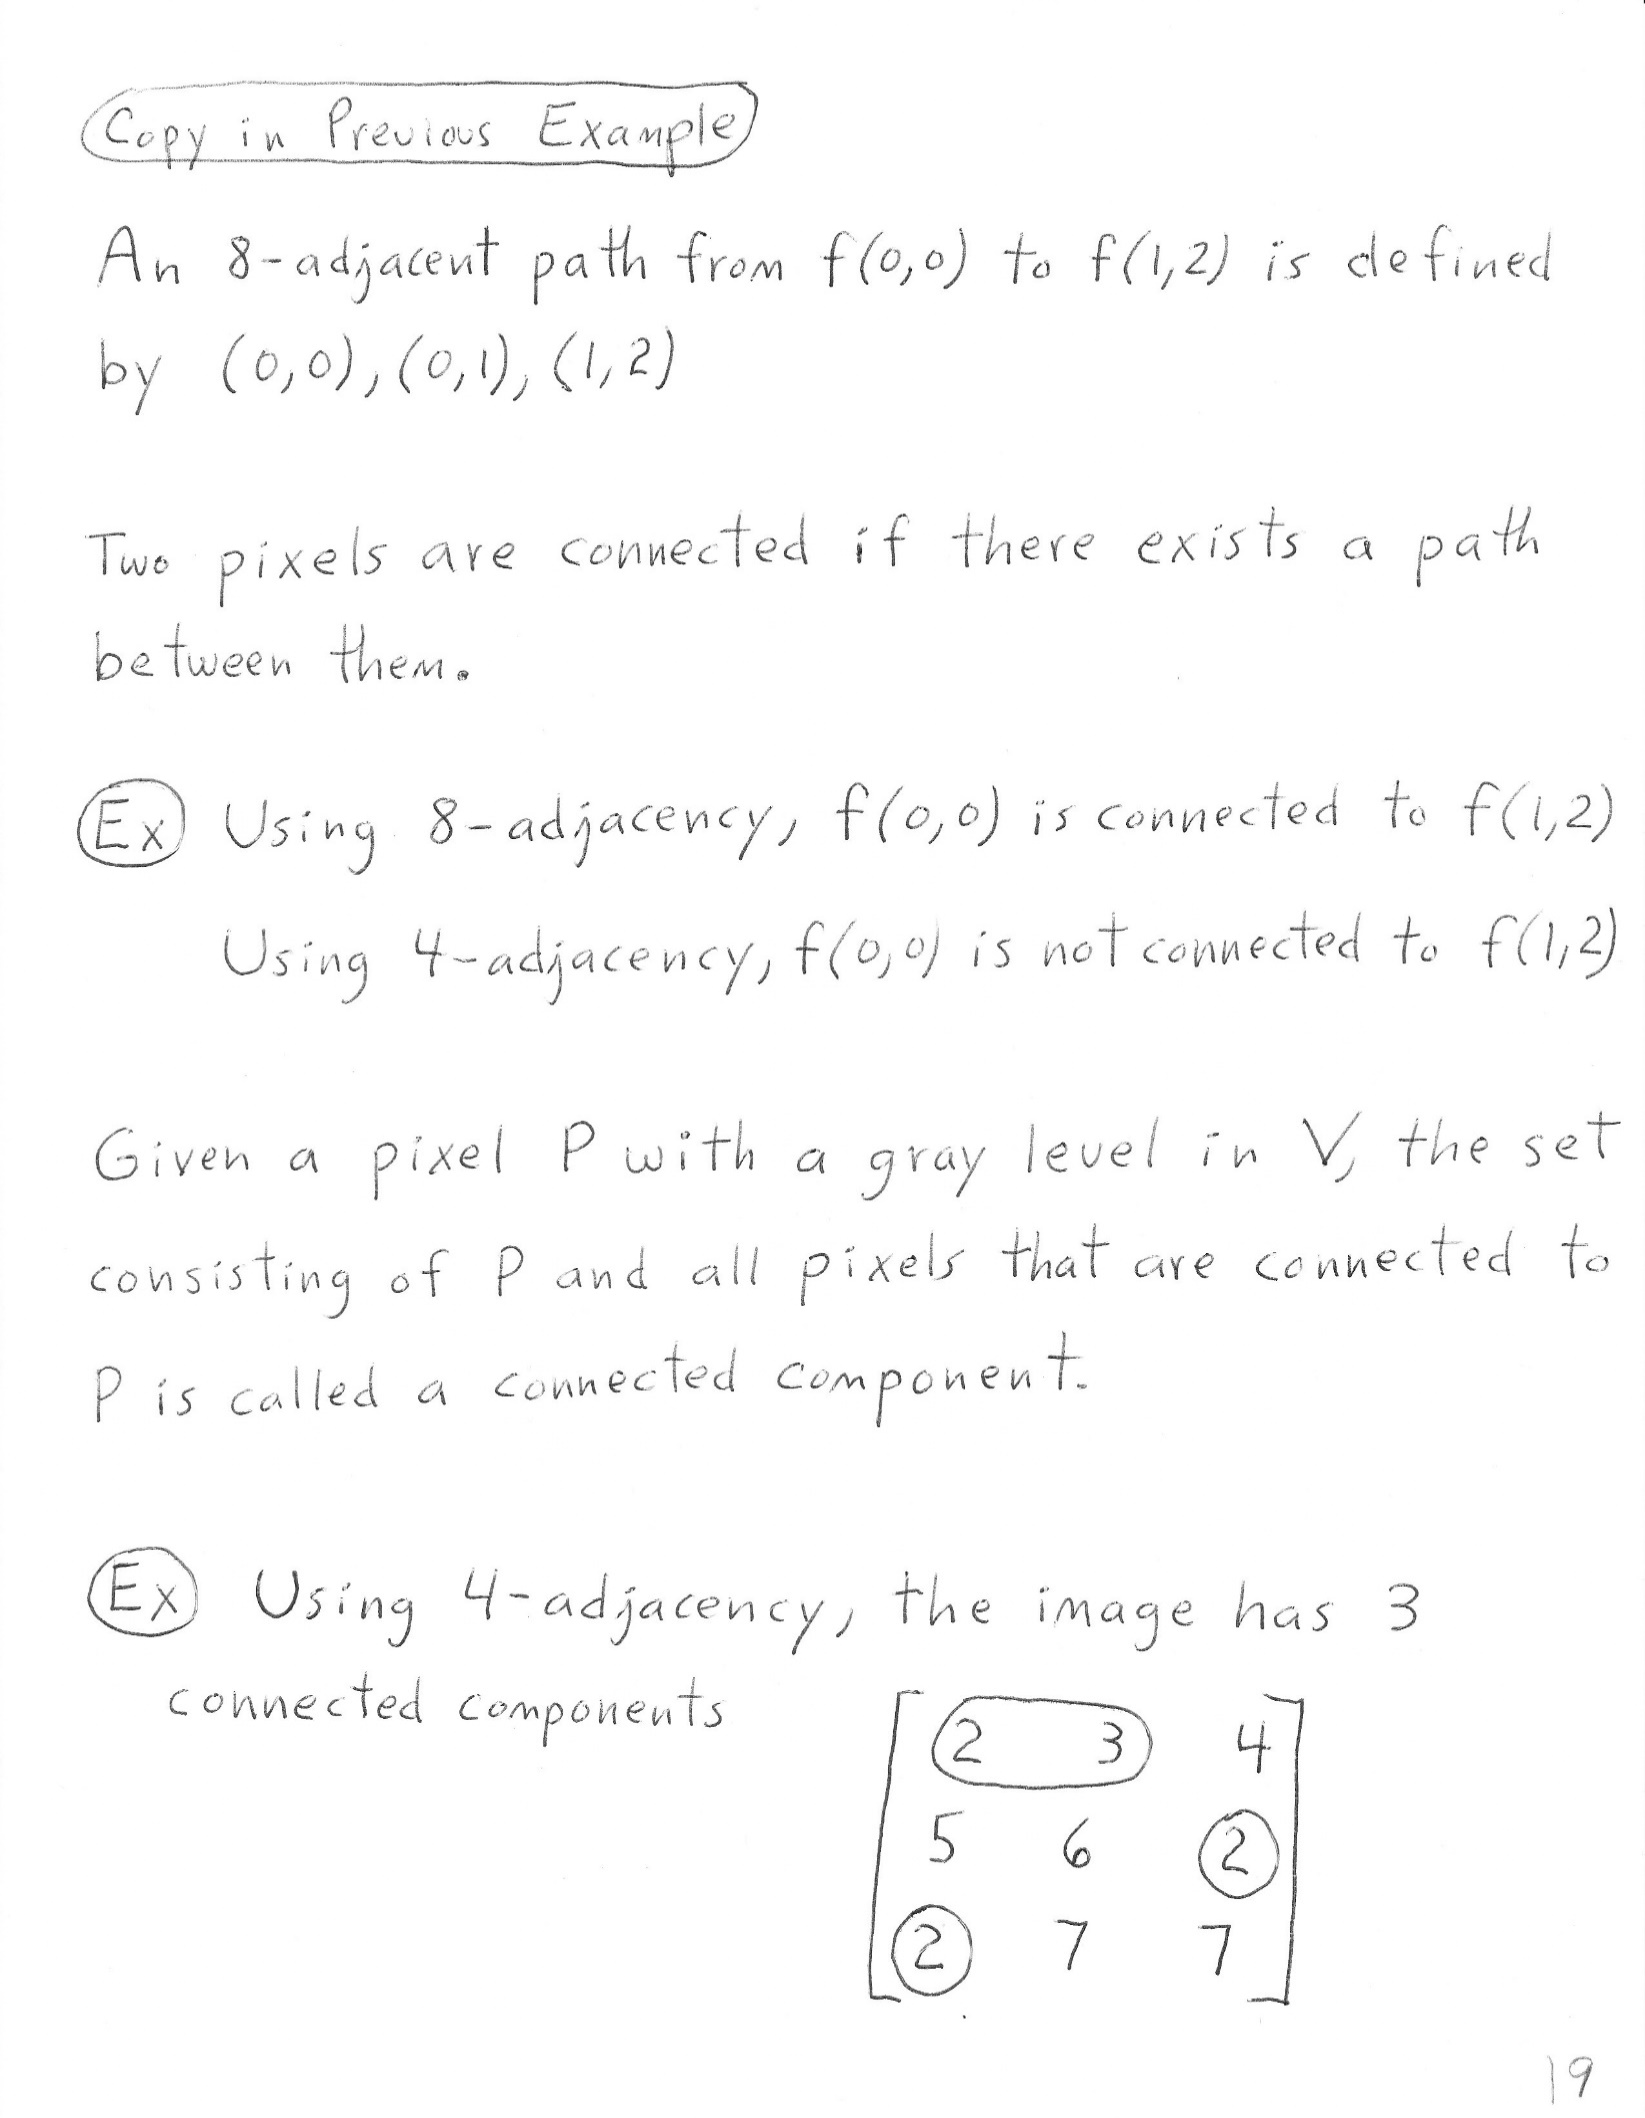 Copy in Previous Example
An 8-adjacent path from f(0,0) to f(1,2) is defined
by (0,0), (0,1), (1,2)
Two pixels are connected if there exists a path
between them.
Ex Using 8-adjacency, f(0,0) is connected to f(1,2)
Using 4-adjacency, f(0,0) is not connected to f(1,2)
Given a pixel P with a gray level in V, the set
consisting of P and all pixels that are connected to
P is called a connected component.
Ex Using 4-adjacency, the image has 3
connected components
2 3 4
5 6 2
2 7 7
19